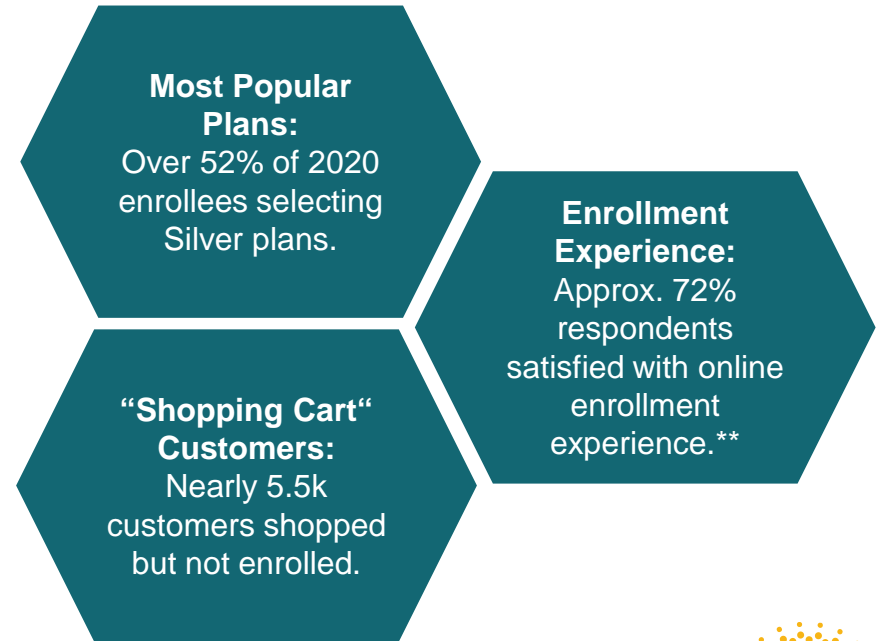 Most Popular
Plans:
Over 52% of 2020
enrollees selecting
Silver plans.
Enrollment
Experience:
Approx. 72%
respondents
satisfied with online
enrollment
experience.**
“Shopping Cart“
Customers:
Nearly 5.5k
customers shopped
but not enrolled.